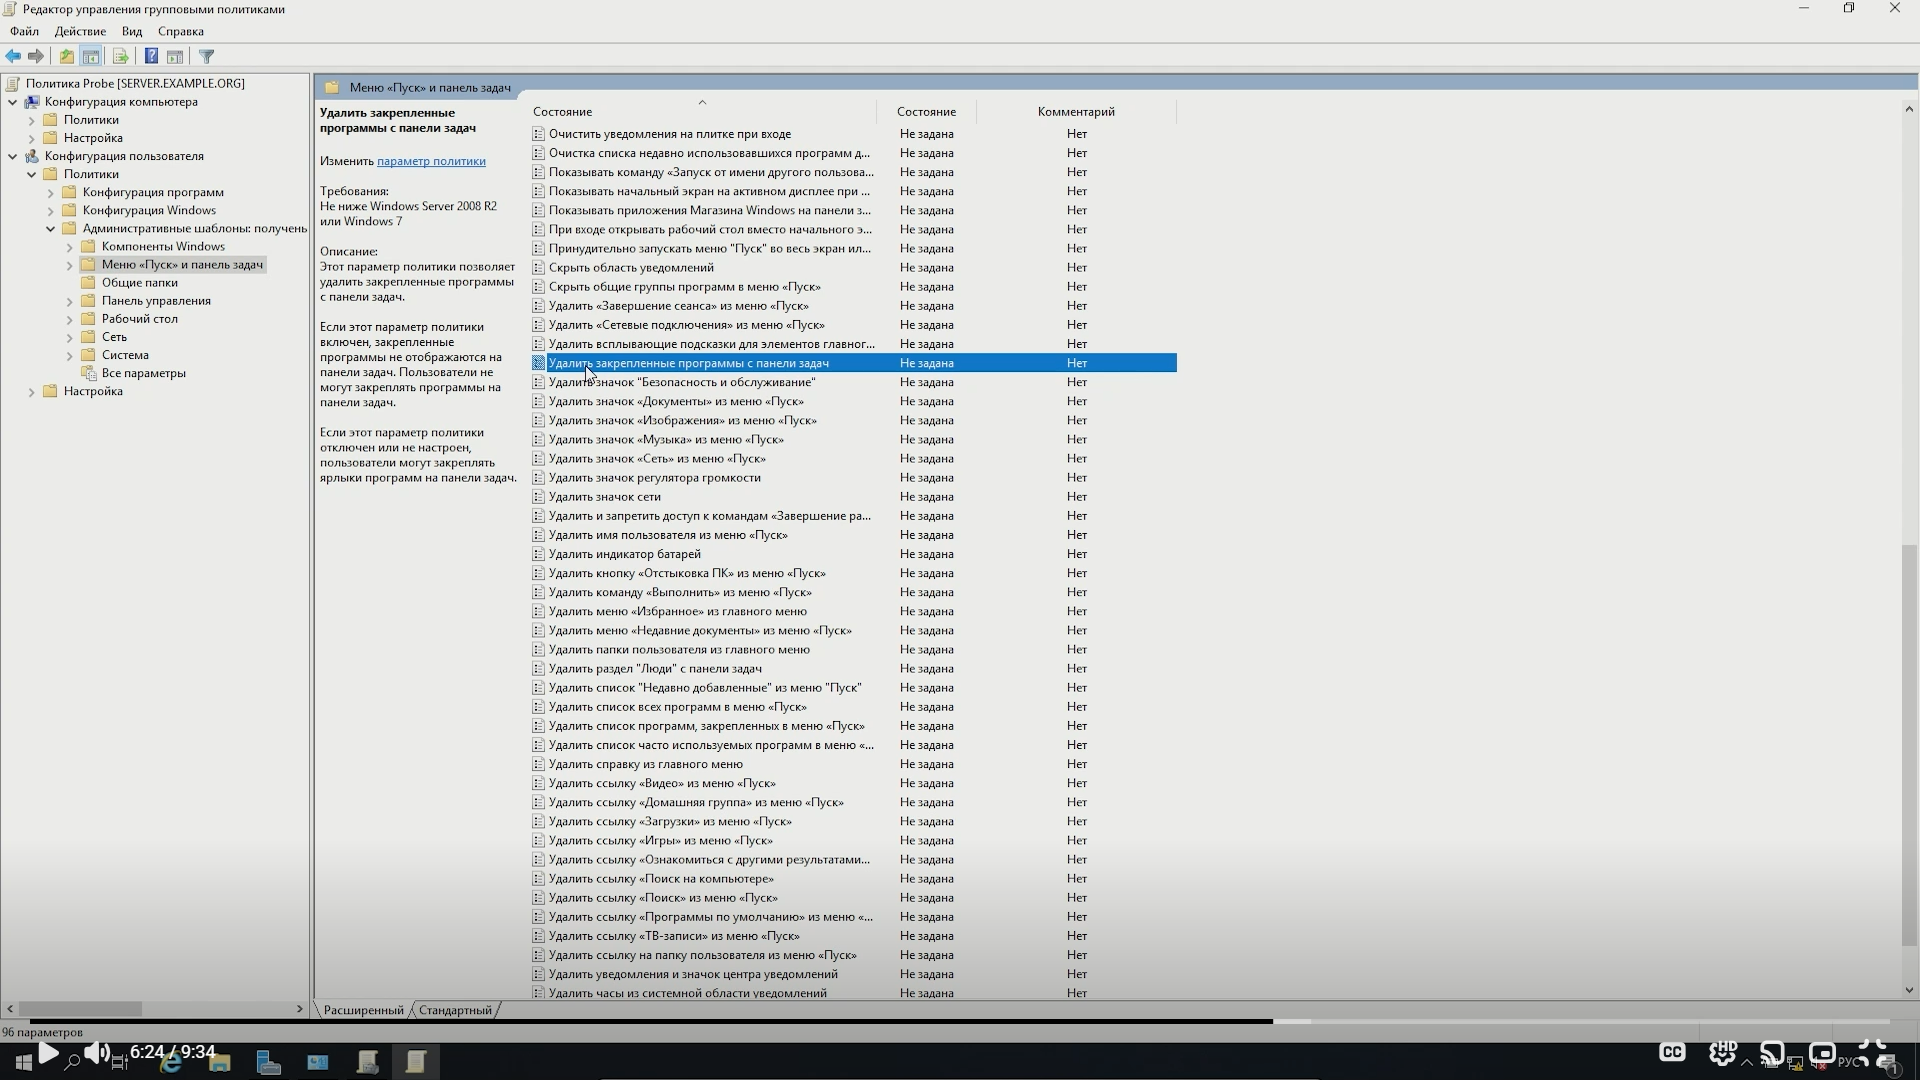 Редактор управления групповыми политиками
Файл Действие Вид Справка
Политика Probe [SERVER.EXAMPLE.ORG]
Конфигурация компьютера
Политики
Настройка
Конфигурация пользователя
Политики
Конфигурация программ
Конфигурация Windows
Административные шаблоны: получень
Компоненты Windows
Меню «Пуск» и панель задач
Общие папки
Панель управления
Рабочий стол
Сеть
Система
Все параметры
Настройка
Меню «Пуск» и панель задач
Удалить закрепленные
программы с панели задач
Изменить параметр политики
Требования:
Не ниже Windows Server 2008 R2
или Windows 7
Описание:
Этот параметр политики позволяет
удалить закрепленные программы
с панели задач.
Если этот параметр политики
включен, закрепленные
программы не отображаются на
панели задач. Пользователи не
могут закреплять программы на
панели задач.
Если этот параметр политики
отключен или не настроен,
пользователи могут закреплять
ярлыки программ на панели задач.
Состояние Состояние Комментарий
Очистить уведомления на плитке при входе Не задана Нет
Очистка списка недавно использовавшихся программ д... Не задана Нет
Показывать команду «Запуск от имени другого пользова... Не задана Нет
Показывать начальный экран на активном дисплее при ... Не задана Нет
Показывать приложения Магазина Windows на панели з... Не задана Нет
При входе открывать рабочий стол вместо начального э... Не задана Нет
Принудительно запускать меню "Пуск" во весь экран ил... Не задана Нет
Скрыть область уведомлений Не задана Нет
Скрыть общие группы программ в меню «Пуск» Не задана Нет
Удалить «Завершение сеанса» из меню «Пуск» Не задана Нет
Удалить «Сетевые подключения» из меню «Пуск» Не задана Нет
Удалить всплывающие подсказки для элементов главног... Не задана Нет
Удалить закрепленные программы с панели задач Не задана Нет
Удалить значок "Безопасность и обслуживание" Не задана Нет
Удалить значок «Документы» из меню «Пуск» Не задана Нет
Удалить значок «Изображения» из меню «Пуск» Не задана Нет
Удалить значок «Музыка» из меню «Пуск» Не задана Нет
Удалить значок «Сеть» из меню «Пуск» Не задана Нет
Удалить значок регулятора громкости Не задана Нет
Удалить значок сети Не задана Нет
Удалить и запретить доступ к командам «Завершение ра... Не задана Нет
Удалить имя пользователя из меню «Пуск» Не задана Нет
Удалить индикатор батарей Не задана Нет
Удалить кнопку «Отстыковка ПК» из меню «Пуск» Не задана Нет
Удалить команду «Выполнить» из меню «Пуск» Не задана Нет
Удалить меню «Избранное» из главного меню Не задана Нет
Удалить меню «Недавние документы» из меню «Пуск» Не задана Нет
Удалить папки пользователя из главного меню Не задана Нет
Удалить раздел "Люди" с панели задач Не задана Нет
Удалить список "Недавно добавленные" из меню "Пуск" Не задана Нет
Удалить список всех программ в меню «Пуск» Не задана Нет
Удалить список программ, закрепленных в меню «Пуск» Не задана Нет
Удалить список часто используемых программ в меню «... Не задана Нет
Удалить справку из главного меню Не задана Нет
Удалить ссылку «Видео» из меню «Пуск» Не задана Нет
Удалить ссылку «Домашняя группа» из меню «Пуск» Не задана Нет
Удалить ссылку «Загрузки» из меню «Пуск» Не задана Нет
Удалить ссылку «Игры» из меню «Пуск» Не задана Нет
Удалить ссылку «Ознакомиться с другими результатами... Не задана Нет
Удалить ссылку «Поиск на компьютере» Не задана Нет
Удалить ссылку «Поиск» из меню «Пуск» Не задана Нет
Удалить ссылку «Программы по умолчанию» из меню «... Не задана Нет
Удалить ссылку «ТВ-записи» из меню «Пуск» Не задана Нет
Удалить ссылку на папку пользователя из меню «Пуск» Не задана Нет
Удалить уведомления и значок центра уведомлений Не задана Нет
Удалить часы из системной области уведомлений Не задана Нет
Расширенный Стандартный
96 параметров
6:24 / 9:34
CC HD РУС 1